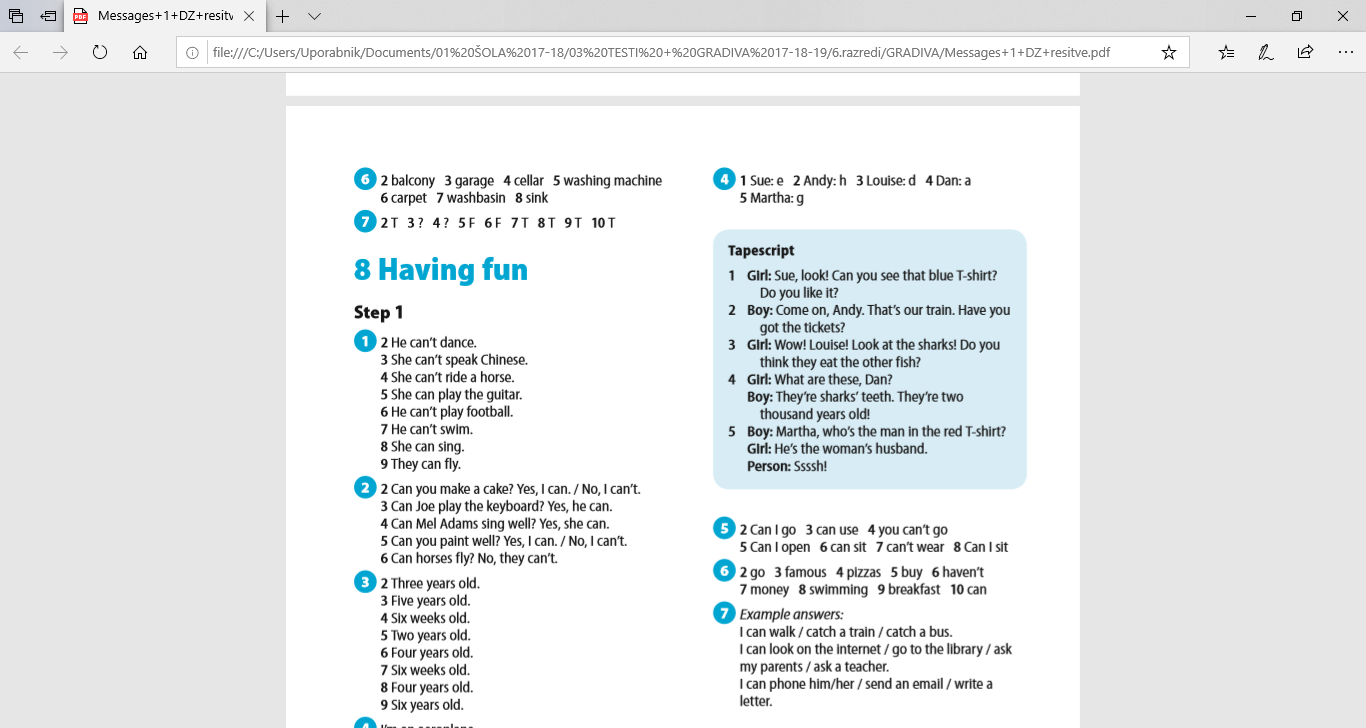 Messages+1+DZ+resitv
file:///C:/Users/Uporabnik/Documents/01%20ŠOLA%2017-18/03%20TESTI%20+%20GRADIVA%2017-18-19/6.razredi/GRADIVA/Messages+1+DZ+resitve.pdf
6 2 balcony 3 garage 4 cellar 5 washing machine
6 carpet 7 washbasin 8 sink
7 2 T 3 ? 4 ? 5 F 6 F 7 T 8 T 9 T 10 T
8 Having fun
Step 1
1 2 He can't dance.
3 She can't speak Chinese.
4 She can't ride a horse.
5 She can play the guitar.
6 He can't play football.
7 He can't swim.
8 She can sing.
9 They can fly.
2 2 Can you make a cake? Yes, I can. / No, I can't.
3 Can Joe play the keyboard? Yes, he can.
4 Can Mel Adams sing well? Yes, she can.
5 Can you paint well? Yes, I can. / No, I can't.
6 Can horses fly? No, they can't.
3 2 Three years old.
3 Five years old.
4 Six weeks old.
5 Two years old.
6 Four years old.
7 Six weeks old.
8 Four years old.
9 Six years old.
4 I'm an aeroplane.
4 1 Sue: e 2 Andy: h 3 Louise: d 4 Dan: a
5 Martha: g
Tapescript
1 Girl: Sue, look! Can you see that blue T-shirt?
Do you like it?
2 Boy: Come on, Andy. That's our train. Have you
got the tickets?
3 Girl: Wow! Louise! Look at the sharks! Do you
think they eat the other fish?
4 Girl: What are these, Dan?
Boy: They're sharks' teeth. They're two
thousand years old!
5 Boy: Martha, who's the man in the red T-shirt?
Girl: He's the woman's husband.
Person: Ssssh!
5 2 Can I go 3 can use 4 you can't go
5 Can I open 6 can sit 7 can't wear 8 Can I sit
6 2 go 3 famous 4 pizzas 5 buy 6 haven't
7 money 8 swimming 9 breakfast 10 can
7 Example answers:
I can walk / catch a train / catch a bus.
I can look on the internet / go to the library / ask
my parents / ask a teacher.
I can phone him/her / send an email / write a
letter.